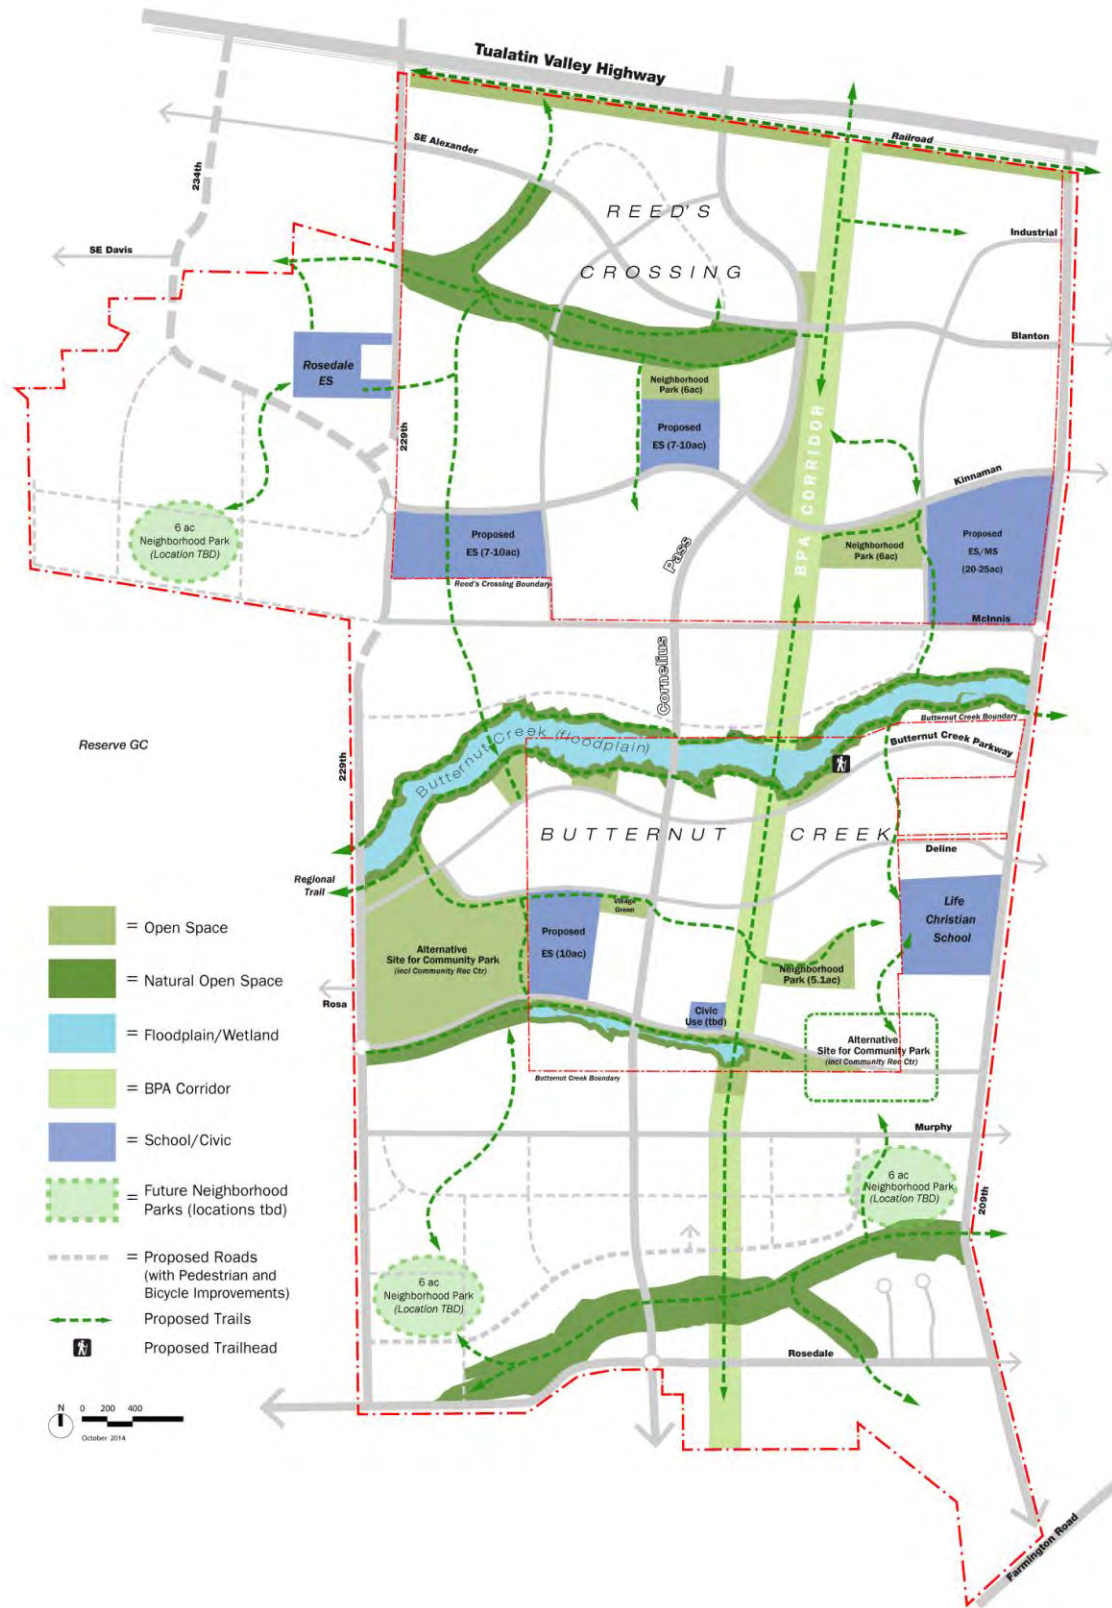 Tualatin Valley Highway
Railroad
SE Alexander
234th
REED'S
CROSSING
Industrial
SE Davis
Blanton
Rosedale
ES
Neighborhood
Park (6ac)
Proposed
ES (7-10ac)
229th
BPA CORRIDOR
Kinnaman
6 ac
Neighborhood Park
(Location TBD)
Proposed
ES (7-10ac)
Reed's Crossing Boundary
Pass
Neighborhood
Park (6ac)
Proposed
ES/MS
(20-25ac)
McInnis
Cornelius
Reserve GC
229th
Butternut Creek (floodplain)
Butternut Creek Boundary
Butternut Creek Parkway
BUTTERNUT CREEK
Deline
Regional
Trail
Life
Christian
School
Village
Green
Proposed
ES (10ac)
Alternative
Site for Community Park
(incl Community Rec Ctr)
Neighborhood
Park (5.1ac)
Rosa
Civic
Use (tbd)
Alternative
Site for Community Park
(incl Community Rec Ctr)
Butternut Creek Boundary
Murphy
6 ac
Neighborhood Park
(Location TBD)
209th
6 ac
Neighborhood Park
(Location TBD)
Rosedale
Farmington Road
= Open Space
= Natural Open Space
= Floodplain/Wetland
= BPA Corridor
= School/Civic
= Future Neighborhood
Parks (locations tbd)
= Proposed Roads
(with Pedestrian and
Bicycle Improvements)
Proposed Trails
Proposed Trailhead
N 0 200 400
October 2014